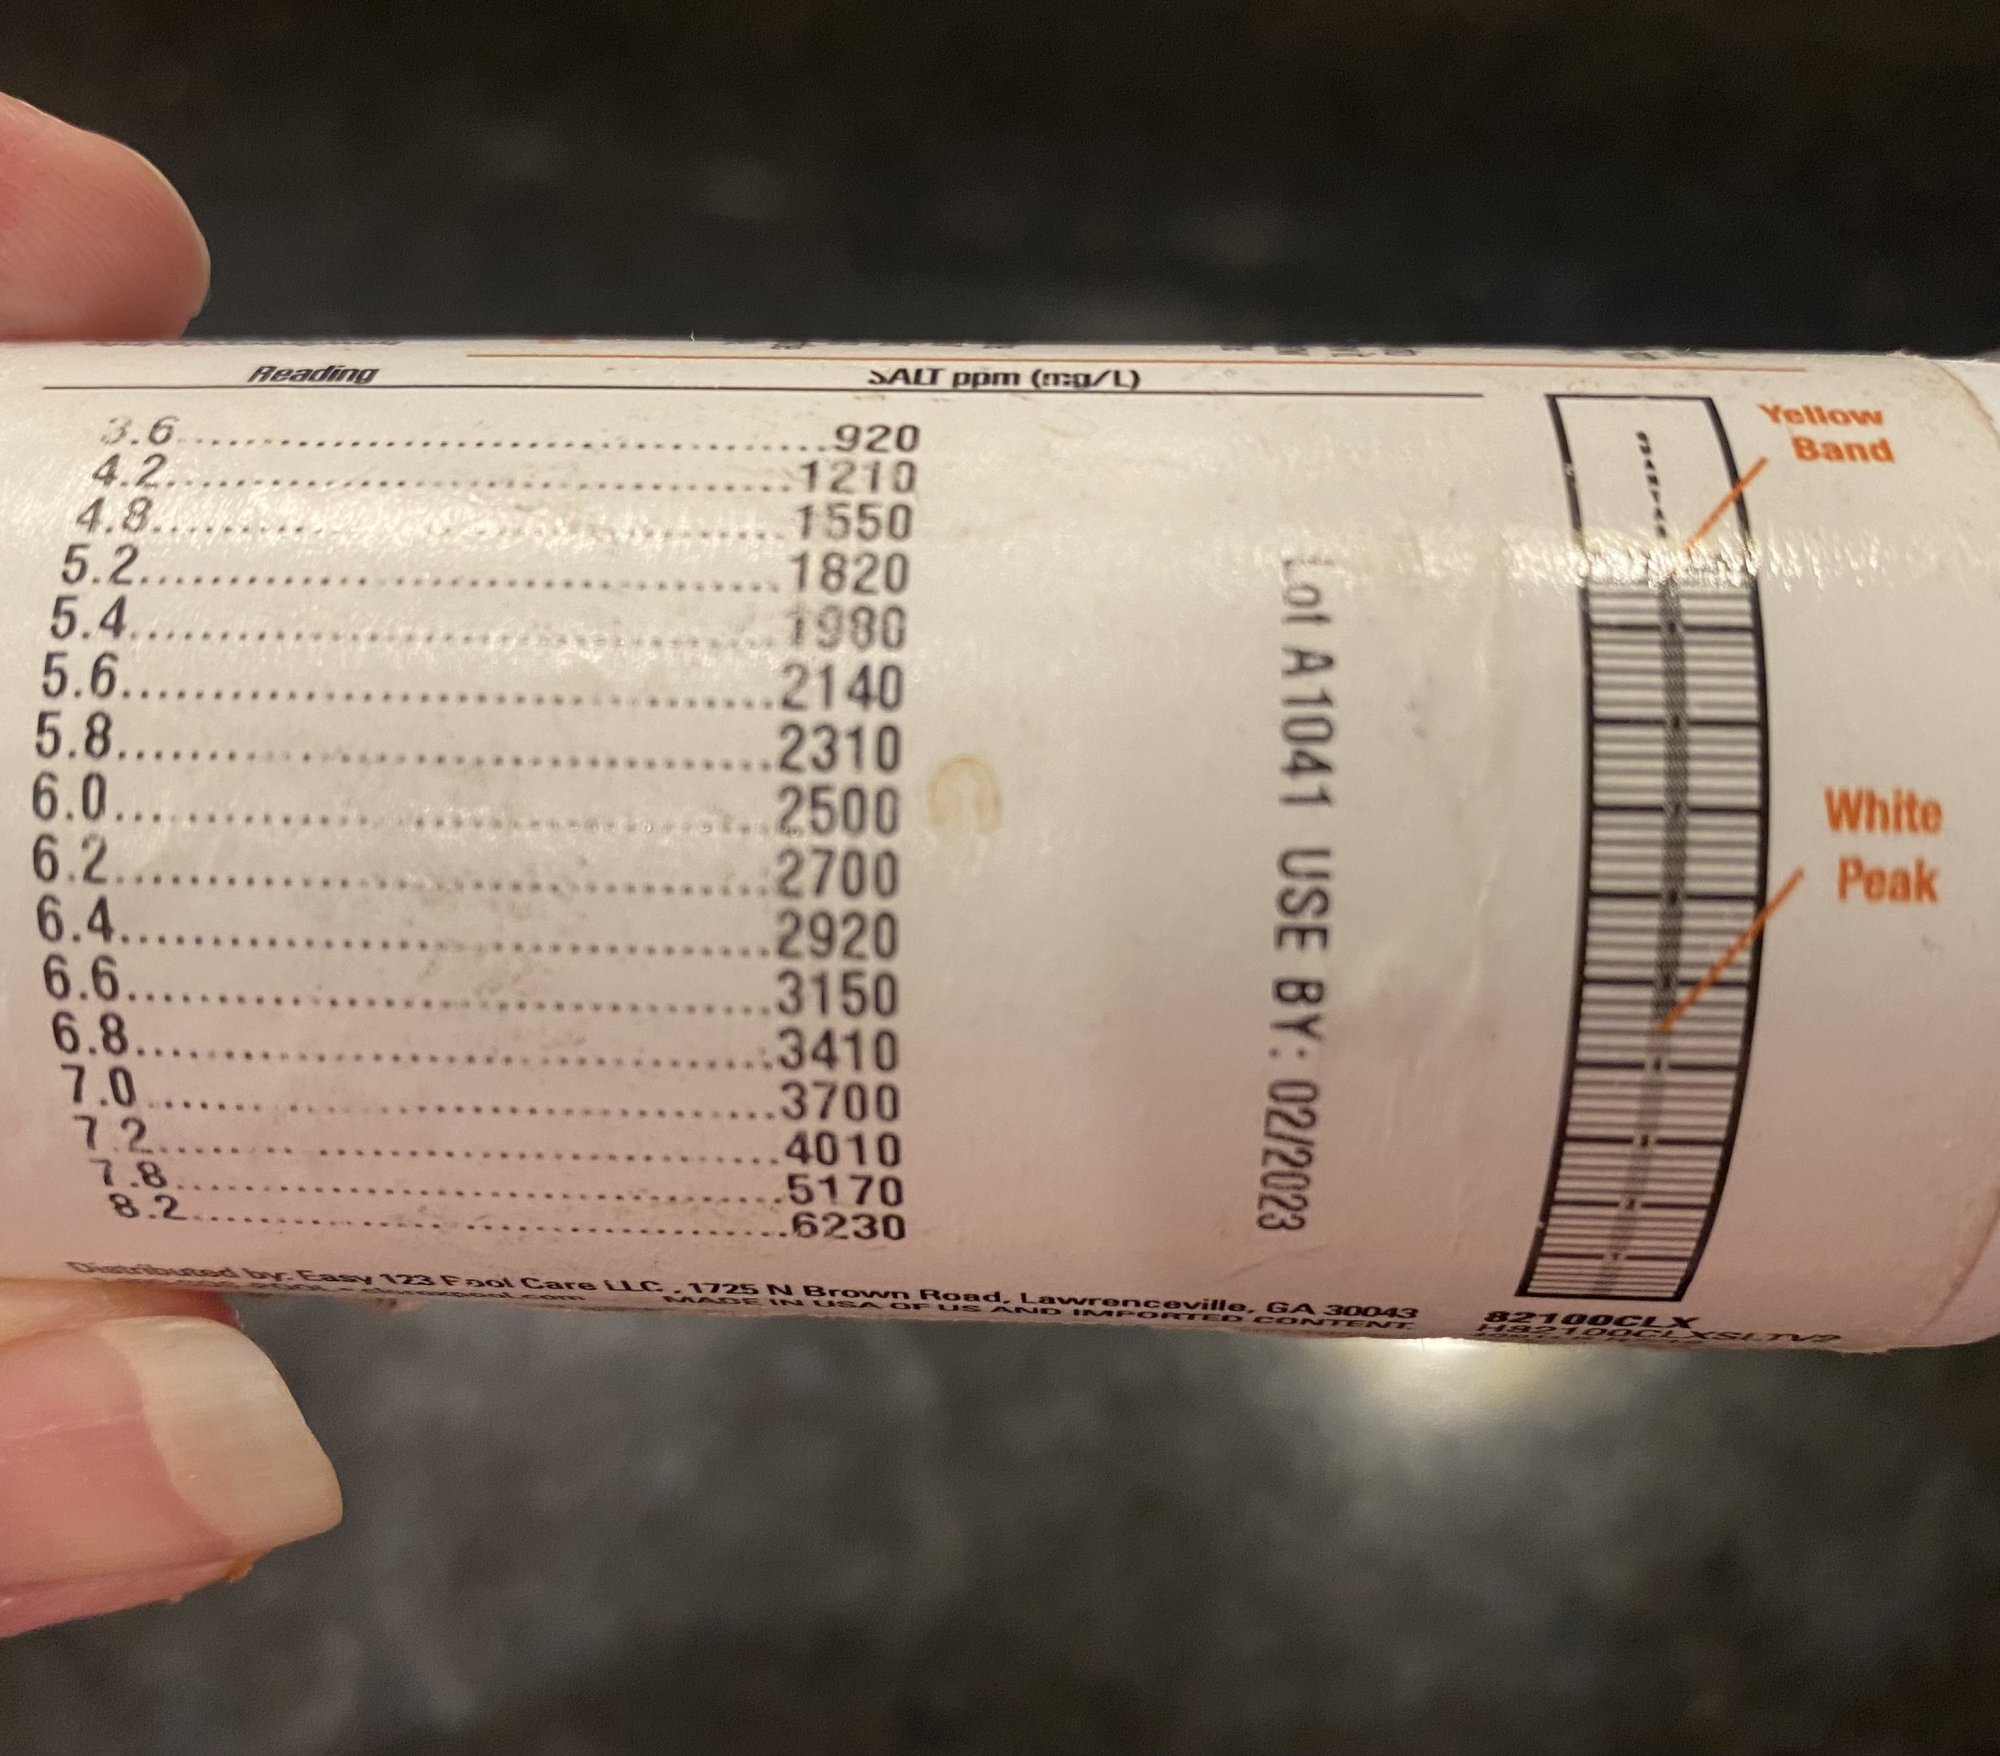 Reading SALT ppm (mg/L)
3.6..............................920
4.2..............................1210
4.8..............................1550
5.2..............................1820
5.4..............................1980
5.6..............................2140
5.8..............................2310
6.0..............................2500
6.2..............................2700
6.4..............................2920
6.6..............................3150
6.8..............................3410
7.0..............................3700
7.2..............................4010
7.8..............................5170
8.2..............................6230
Lot A1041 USE BY: 02/2023
Yellow
Band
White
Peak
Distributed by: Easy 123 Pool Care LLC, 1725 N Brown Road, Lawrenceville, GA 30043
MADE IN USA OF US AND IMPORTED CONTENT.
82100CLX
H82100CLXSLTV2